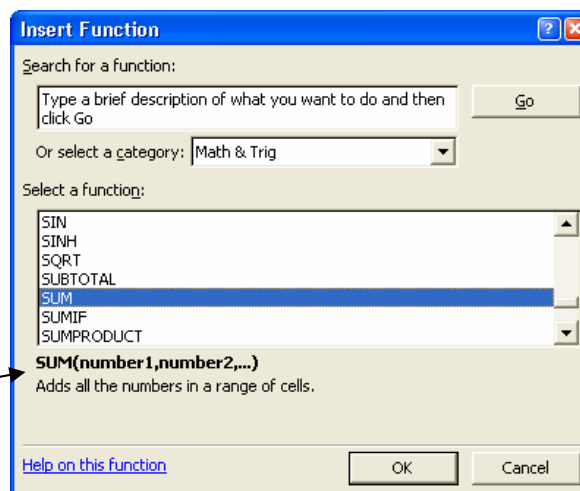 Insert Function
Search for a function:
Type a brief description of what you want to do and then
click Go
Go
Or select a category: Math & Trig
Select a function:
SIN
SINH
SQRT
SUBTOTAL
SUM
SUMIF
SUMPRODUCT
SUM(number1,number2,...)
Adds all the numbers in a range of cells.
Help on this function
OK
Cancel